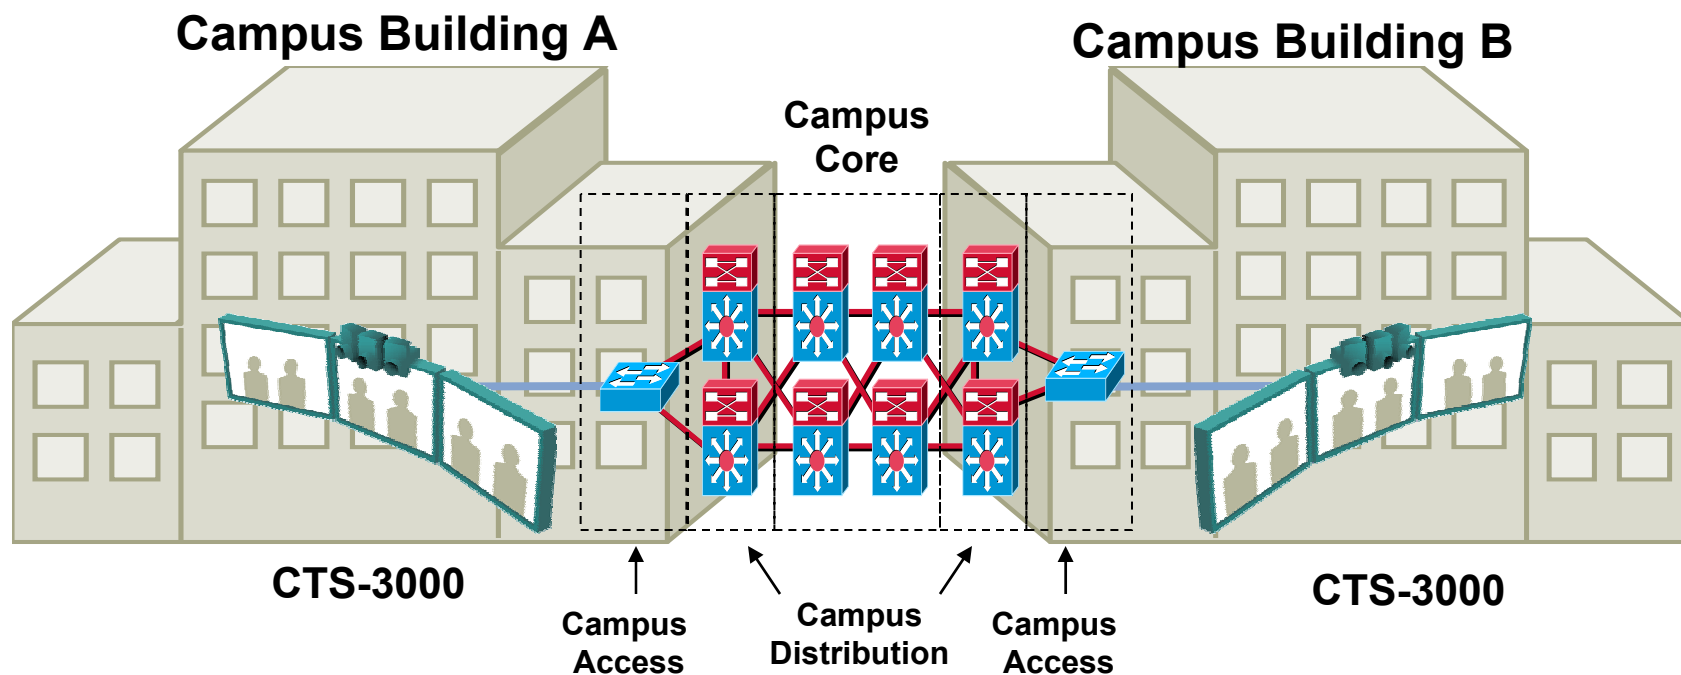 Campus Building A
Campus Building B
Campus
Core
CTS-3000
CTS-3000
Campus
Access
Campus
Distribution
Campus
Access